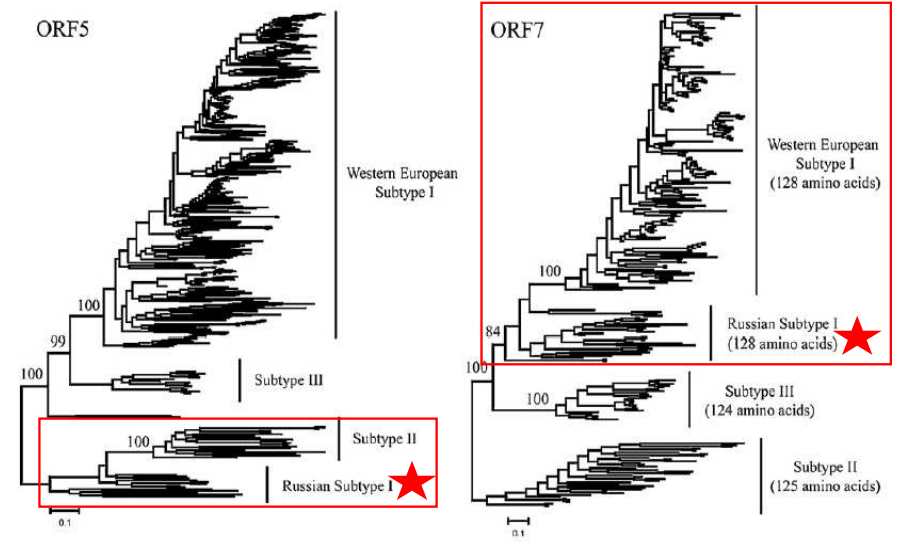 ORF5
Western European
Subtype I
100
99
100
Subtype III
100
Subtype II
Russian Subtype I
0.1
ORF7
Western European
Subtype I
(128 amino acids)
100
Russian Subtype I
(128 amino acids)
84
100
100
Subtype III
(124 amino acids)
Subtype II
(125 amino acids)
0.1